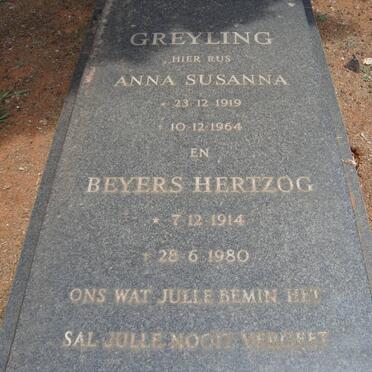 GREYLING
HIER RUS
ANNA SUSANNA
* 23·12·1919
† 10·12·1964
EN
BEYERS HERTZOG
* 7·12·1914
† 28·6·1980
ONS WAT JULLE BEMIN HET
SAL JULLE NOOIT VERGEET